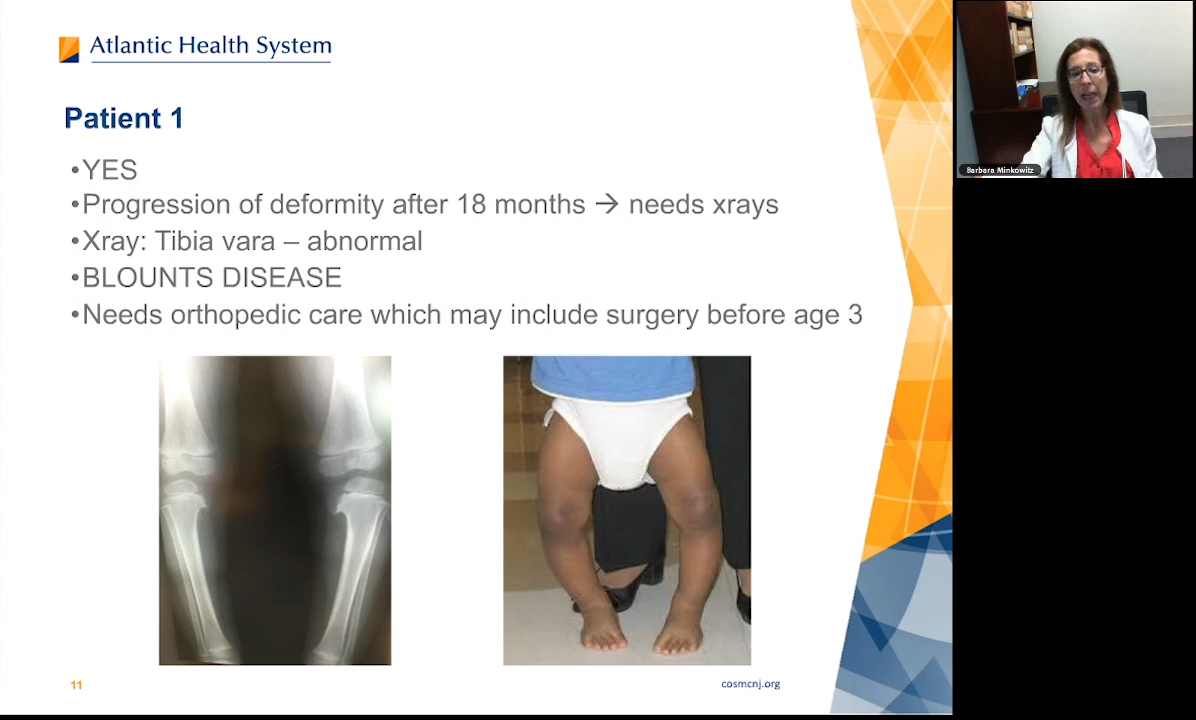 Atlantic Health System
Patient 1
•YES
•Progression of deformity after 18 months → needs xrays
•Xray: Tibia vara – abnormal
•BLOUNTS DISEASE
•Needs orthopedic care which may include surgery before age 3
11
cosmcnj.org
Barbara Minkowitz